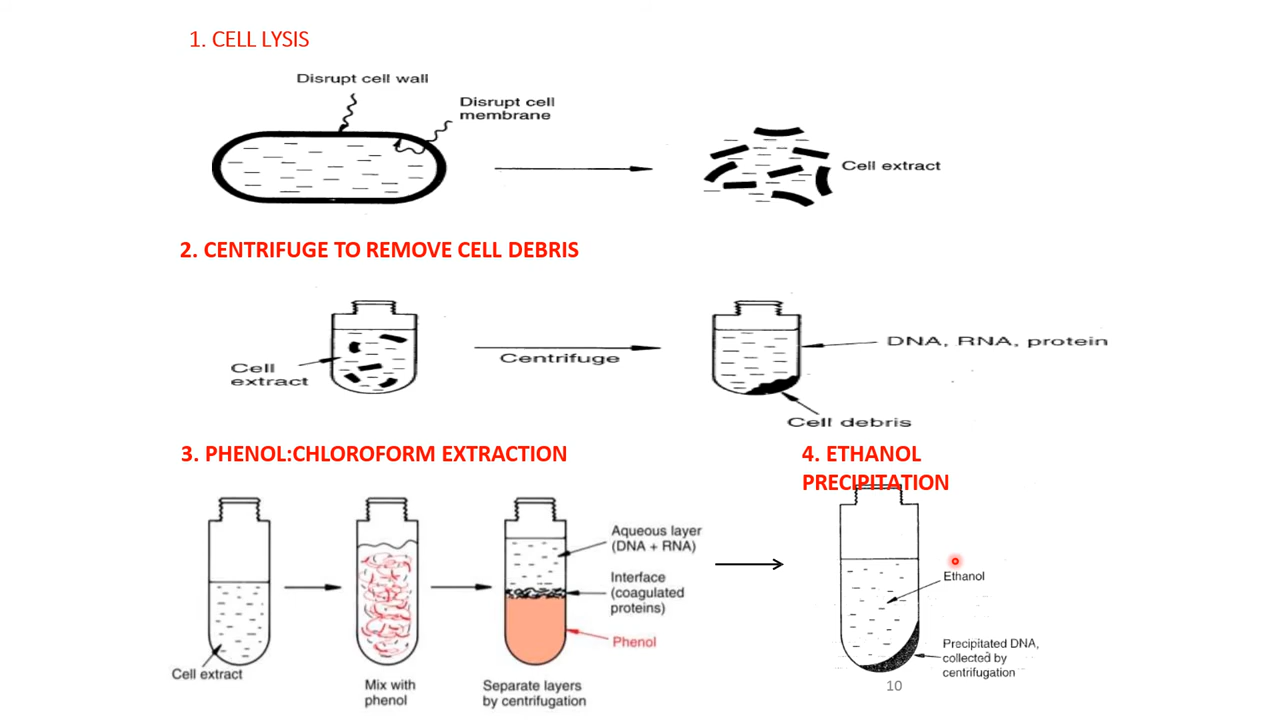 1. CELL LYSIS
Disrupt cell wall
Disrupt cell
membrane
Cell extract
2. CENTRIFUGE TO REMOVE CELL DEBRIS
Cell
extract
Centrifuge
DNA, RNA, protein
Cell debris
3. PHENOL:CHLOROFORM EXTRACTION
Cell extract
Mix with
phenol
Aqueous layer
(DNA + RNA)
Interface
(coagulated
proteins)
Phenol
Separate layers
by centrifugation
4. ETHANOL
PRECIPITATION
Ethanol
Precipitated DNA,
collected by
centrifugation
10